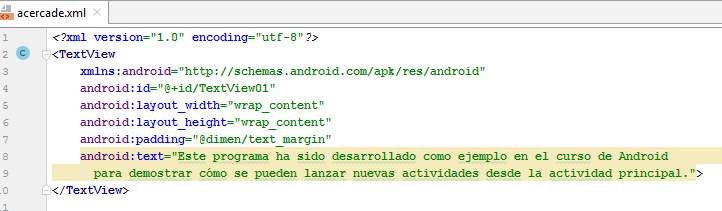 acercade.xml
1 <?xml version="1.0" encoding="utf-8"?>
2 C <TextView
3 xmlns:android="http://schemas.android.com/apk/res/android"
4 android:id="@+id/TextView01"
5 android:layout_width="wrap_content"
6 android:layout_height="wrap_content"
7 android:padding="@dimen/text_margin"
8 android:text="Este programa ha sido desarrollado como ejemplo en el curso de Android
9 para demostrar cómo se pueden lanzar nuevas actividades desde la actividad principal.">
10 </TextView>